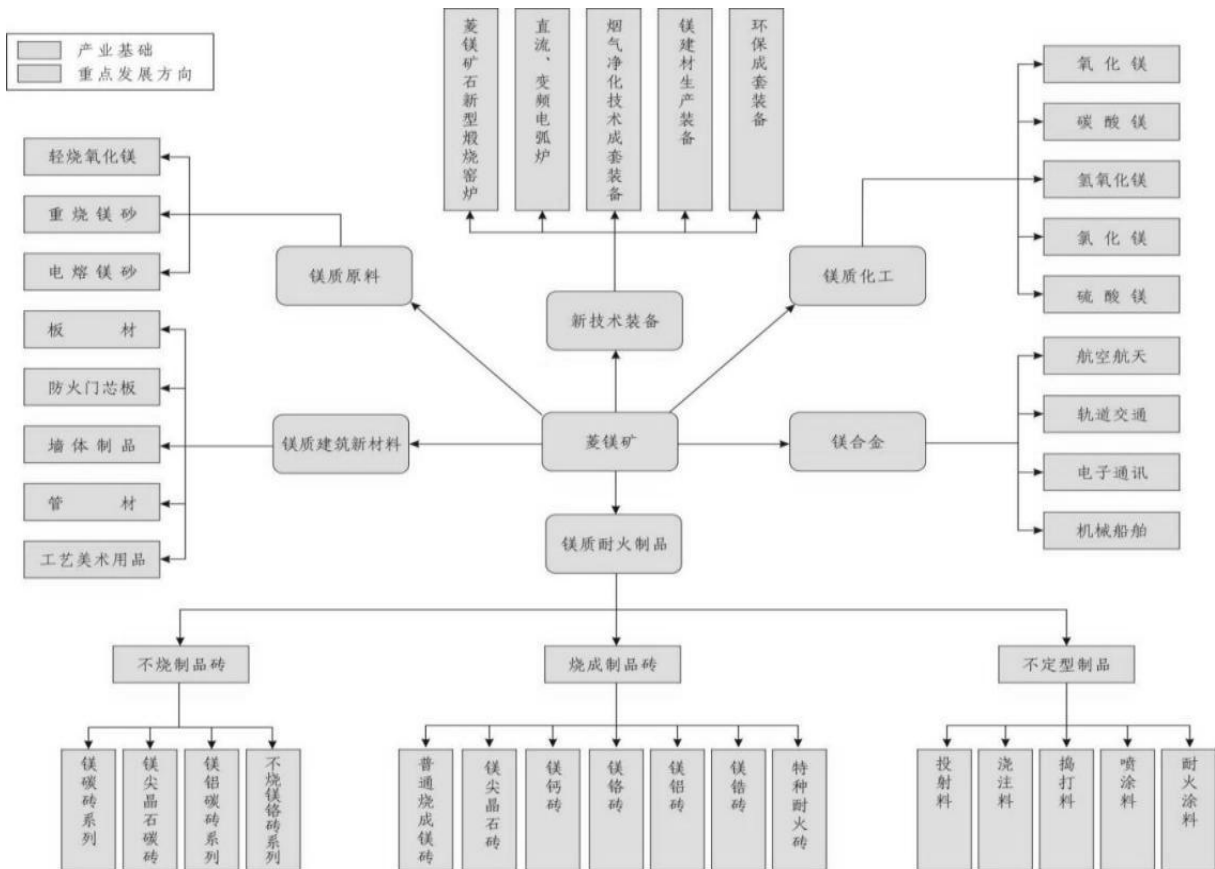 产业基础
重点发展方向
菱镁矿石新型煅烧窑炉
直流、变频电弧炉
烟气净化技术成套装备
镁建材生产装备
环保成套装备
氧化镁
碳酸镁
氢氧化镁
氯化镁
硫酸镁
轻烧氧化镁
重烧镁砂
电熔镁砂
镁质原料
新技术装备
镁质化工
板材
防火门芯板
墙体制品
管材
工艺美术用品
镁质建筑新材料
菱镁矿
镁合金
航空航天
轨道交通
电子通讯
机械船舶
镁质耐火制品
不烧制品砖
烧成制品砖
不定型制品
镁碳砖系列
镁尖晶石碳砖
镁铝碳砖系列
不烧镁铬砖系列
普通烧成镁砖
镁尖晶石砖
镁钙砖
镁铬砖
镁铝砖
镁锆砖
特种耐火砖
投射料
浇注料
捣打料
喷涂料
耐火涂料